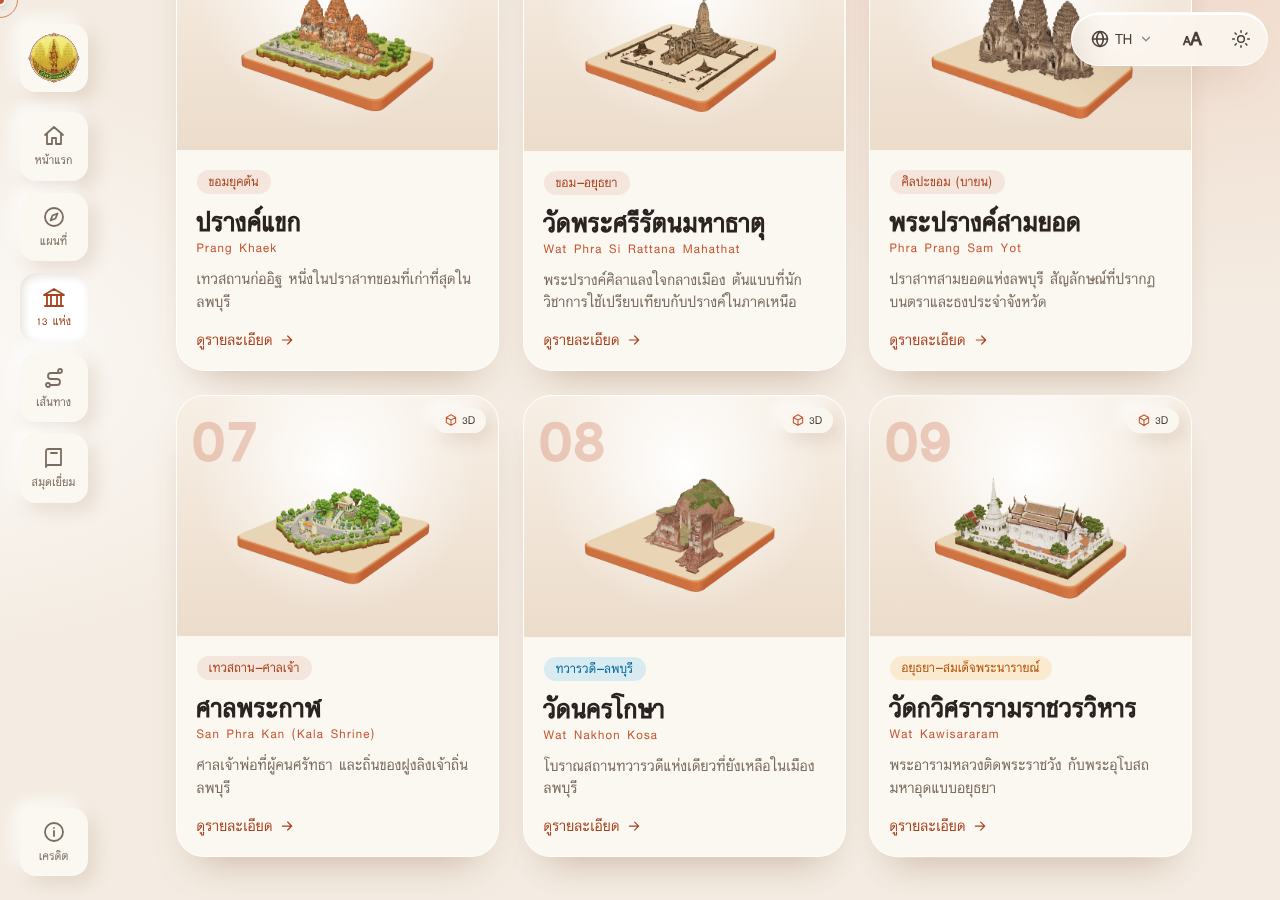 TH
AA
หน้าแรก
แผนที่
13 แห่ง
เส้นทาง
สมุดเยี่ยม
เครดิต
ขอมยุคต้น
ปรางค์แขก
Prang Khaek
เทวสถานก่ออิฐ หนึ่งในปราสาทขอมที่เก่าที่สุดใน
ลพบุรี
ดูรายละเอียด →
ขอม–อยุธยา
วัดพระศรีรัตนมหาธาตุ
Wat Phra Si Rattana Mahathat
พระปรางค์ศิลาแลงใจกลางเมือง ต้นแบบที่นัก
วิชาการใช้เปรียบเทียบกับปรางค์ในภาคเหนือ
ดูรายละเอียด →
ศิลปะขอม (บายน)
พระปรางค์สามยอด
Phra Prang Sam Yot
ปราสาทสามยอดแห่งลพบุรี สัญลักษณ์ที่ปรากฏ
บนตราและธงประจำจังหวัด
ดูรายละเอียด →
07
3D
เทวสถาน–ศาลเจ้า
ศาลพระกาฬ
San Phra Kan (Kala Shrine)
ศาลเจ้าพ่อที่ผู้คนศรัทธา และถิ่นของฝูงลิงเจ้าถิ่น
ลพบุรี
ดูรายละเอียด →
08
3D
ทวารวดี–ลพบุรี
วัดนครโกษา
Wat Nakhon Kosa
โบราณสถานทวารวดีแห่งเดียวที่ยังเหลือในเมือง
ลพบุรี
ดูรายละเอียด →
09
3D
อยุธยา–สมเด็จพระนารายณ์
วัดกวิศรารามราชวรวิหาร
Wat Kawisararam
พระอารามหลวงติดพระราชวัง กับพระอุโบสถ
มหาอุดแบบอยุธยา
ดูรายละเอียด →